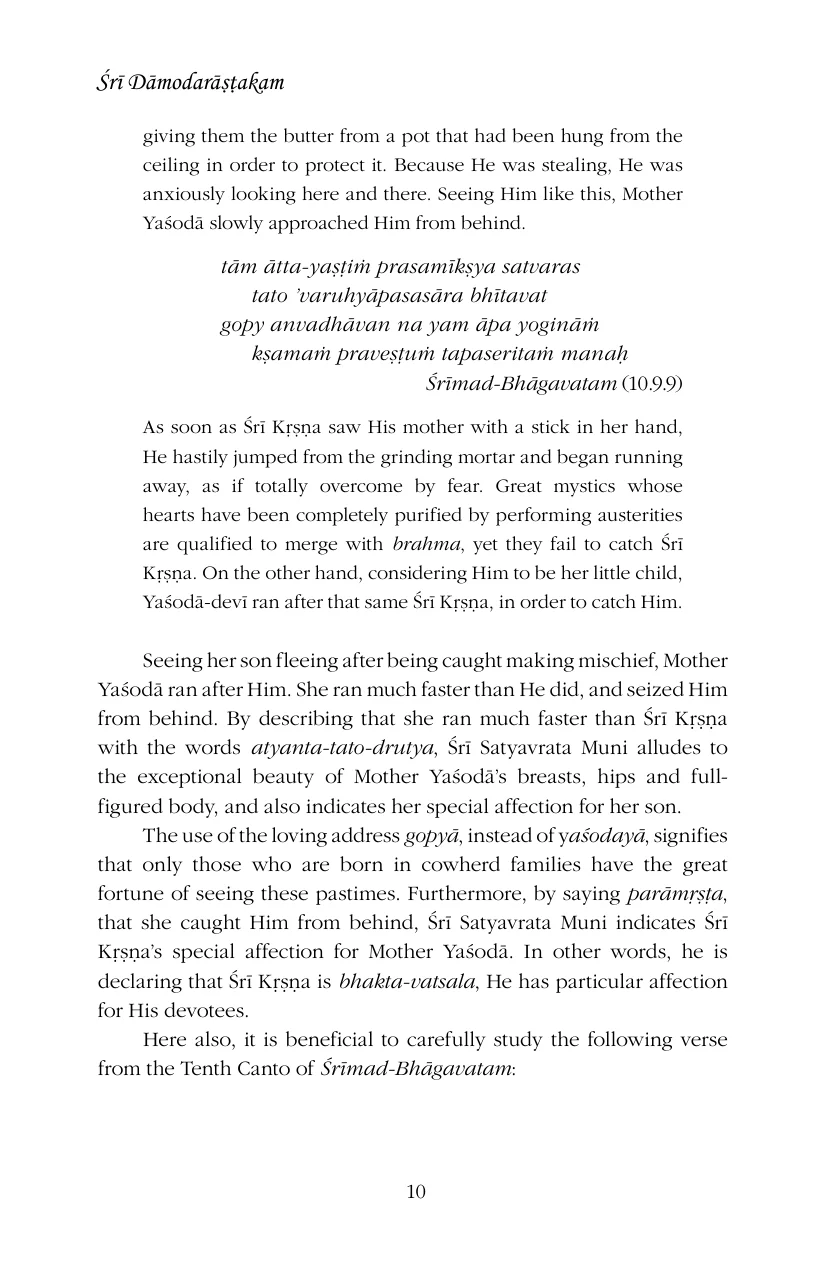 Śrī Dāmodarāṣṭakam
giving them the butter from a pot that had been hung from the
ceiling in order to protect it. Because He was stealing, He was
anxiously looking here and there. Seeing Him like this, Mother
Yaśodā slowly approached Him from behind.
tām ātta-yaṣṭiṁ prasamīkṣya satvaras
tato ’varuhyāpasasāra bhītavat
gopy anvadhāvan na yam āpa yogināṁ
kṣamaṁ praveṣṭuṁ tapaseritaṁ manaḥ
Śrīmad-Bhāgavatam (10.9.9)
As soon as Śrī Kṛṣṇa saw His mother with a stick in her hand,
He hastily jumped from the grinding mortar and began running
away, as if totally overcome by fear. Great mystics whose
hearts have been completely purified by performing austerities
are qualified to merge with brahma, yet they fail to catch Śrī
Kṛṣṇa. On the other hand, considering Him to be her little child,
Yaśodā-devī ran after that same Śrī Kṛṣṇa, in order to catch Him.
Seeing her son fleeing after being caught making mischief, Mother
Yaśodā ran after Him. She ran much faster than He did, and seized Him
from behind. By describing that she ran much faster than Śrī Kṛṣṇa
with the words atyanta-tato-drutya, Śrī Satyavrata Muni alludes to
the exceptional beauty of Mother Yaśodā’s breasts, hips and full-
figured body, and also indicates her special affection for her son.
The use of the loving address gopyā, instead of yaśodayā, signifies
that only those who are born in cowherd families have the great
fortune of seeing these pastimes. Furthermore, by saying parāmṛṣṭa,
that she caught Him from behind, Śrī Satyavrata Muni indicates Śrī
Kṛṣṇa’s special affection for Mother Yaśodā. In other words, he is
declaring that Śrī Kṛṣṇa is bhakta-vatsala, He has particular affection
for His devotees.
Here also, it is beneficial to carefully study the following verse
from the Tenth Canto of Śrīmad-Bhāgavatam:
10